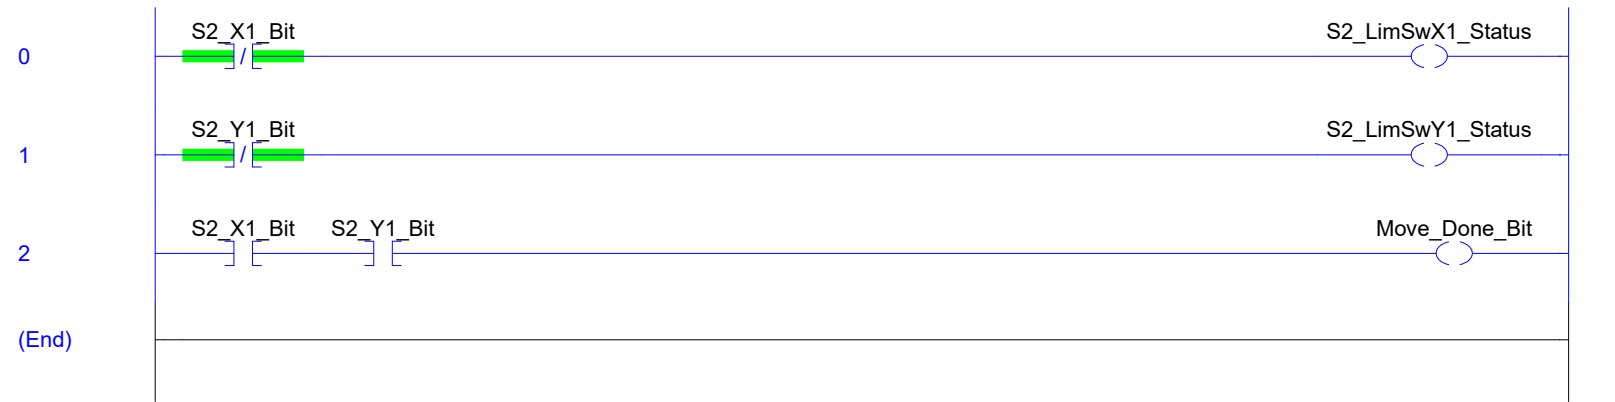 S2_X1_Bit S2_LimSwX1_Status
0 /
S2_Y1_Bit S2_LimSwY1_Status
1 /
S2_X1_Bit S2_Y1_Bit Move_Done_Bit
2
(End)